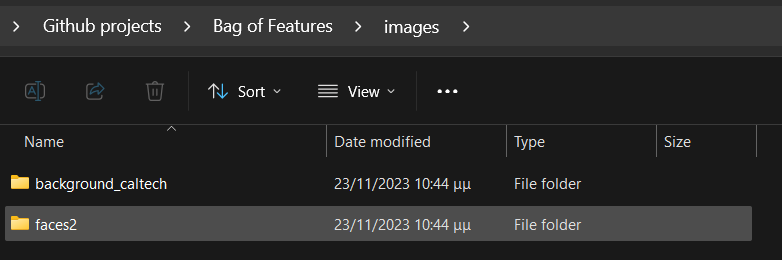 Github projects > Bag of Features > images >
Sort View
Name Date modified Type Size
background_caltech 23/11/2023 10:44 μμ File folder
faces2 23/11/2023 10:44 μμ File folder